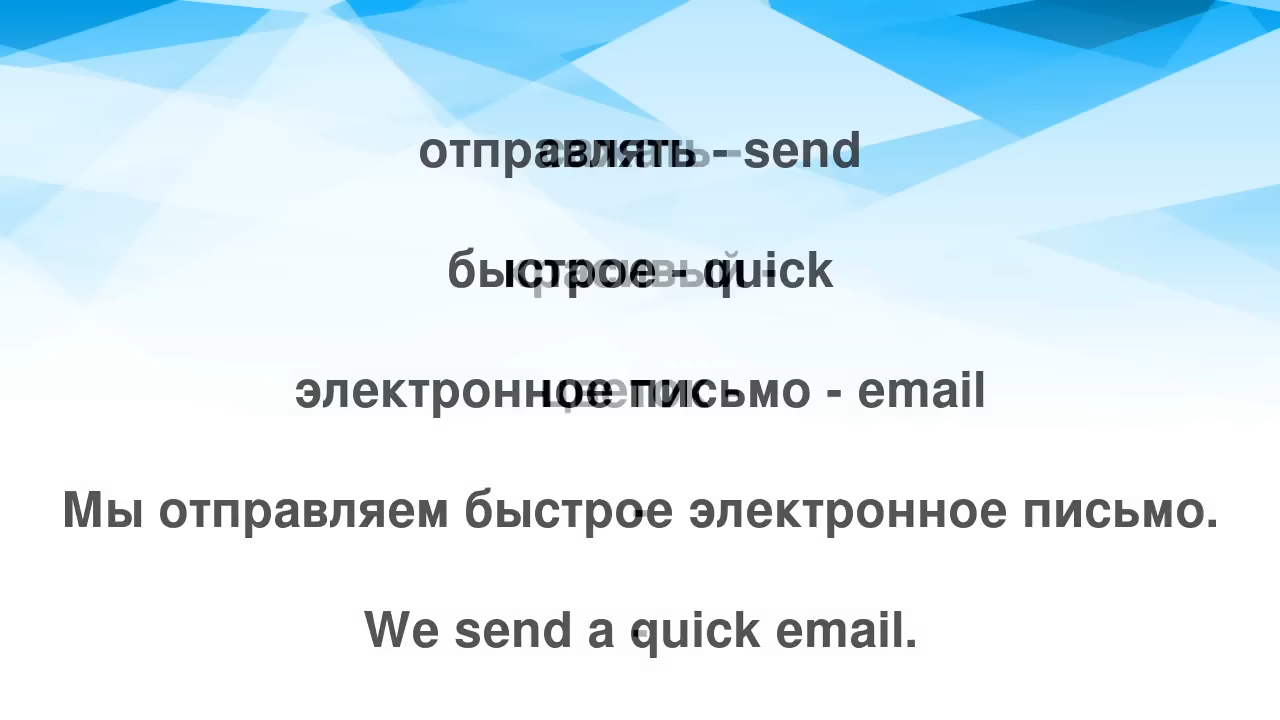 отправлять - send
быстрое - quick
электронное письмо - email
Мы отправляем быстрое электронное письмо.
We send a quick email.